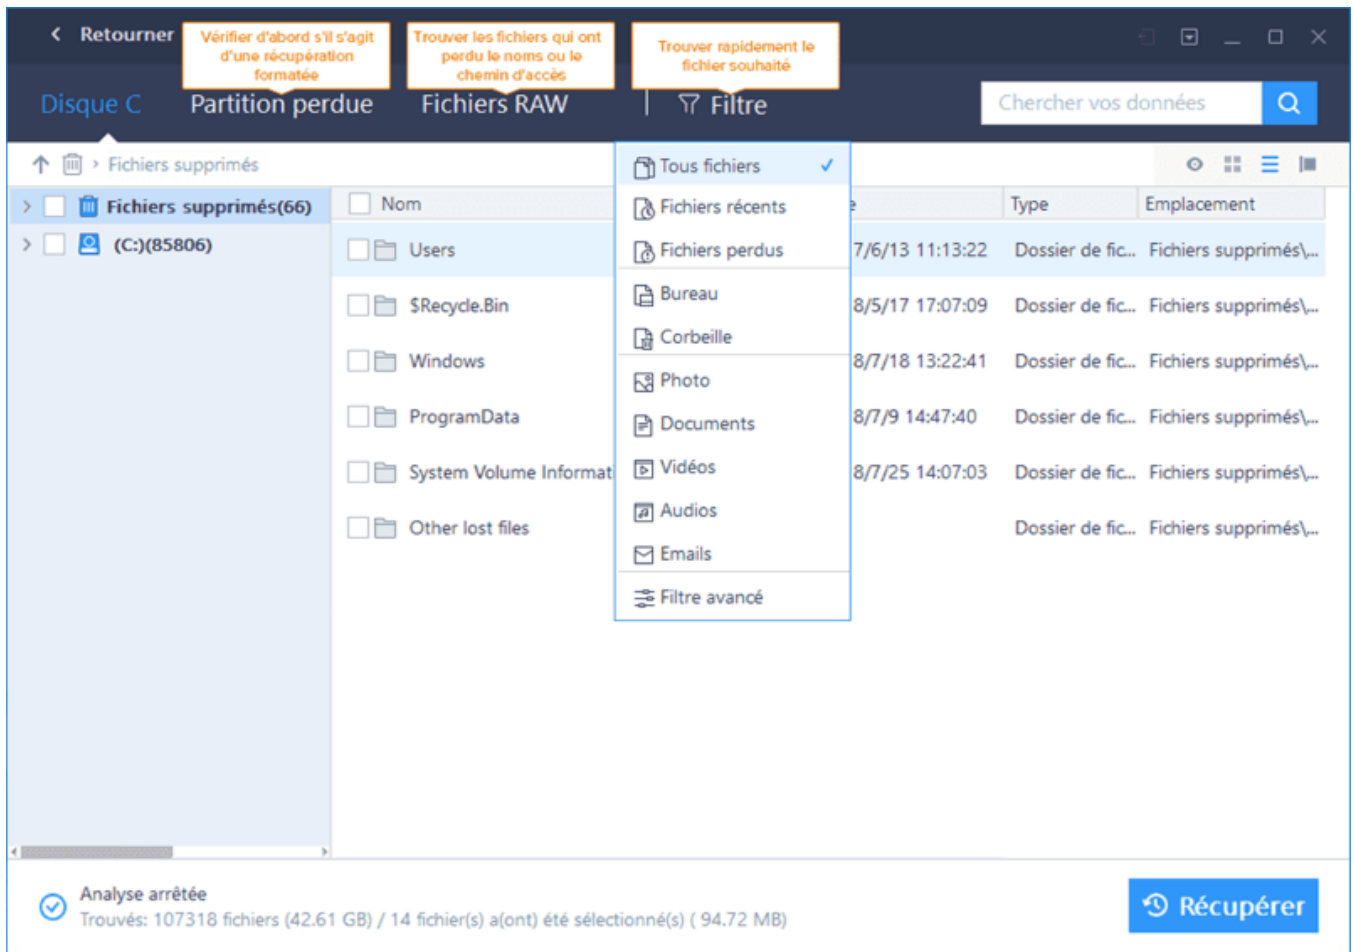 Retourner
Vérifier d'abord s'il s'agit
d'une récupération
formatée
Trouver les fichiers qui ont
perdu le noms ou le
chemin d'accès
Trouver rapidement le
fichier souhaité
Disque C
Partition perdue
Fichiers RAW
Filtre
Chercher vos données
Fichiers supprimés
Fichiers supprimés(66)
(C:)(85806)
Nom
Type
Emplacement
Users
7/6/13 11:13:22
Dossier de fic...
Fichiers supprimés\...
$Recycle.Bin
8/5/17 17:07:09
Dossier de fic...
Fichiers supprimés\...
Windows
8/7/18 13:22:41
Dossier de fic...
Fichiers supprimés\...
ProgramData
8/7/9 14:47:40
Dossier de fic...
Fichiers supprimés\...
System Volume Informat
8/7/25 14:07:03
Dossier de fic...
Fichiers supprimés\...
Other lost files
Dossier de fic...
Fichiers supprimés\...
Tous fichiers
Fichiers récents
Fichiers perdus
Bureau
Corbeille
Photo
Documents
Vidéos
Audios
Emails
Filtre avancé
Analyse arrêtée
Trouvés: 107318 fichiers (42.61 GB) / 14 fichier(s) a(ont) été sélectionné(s) ( 94.72 MB)
Récupérer